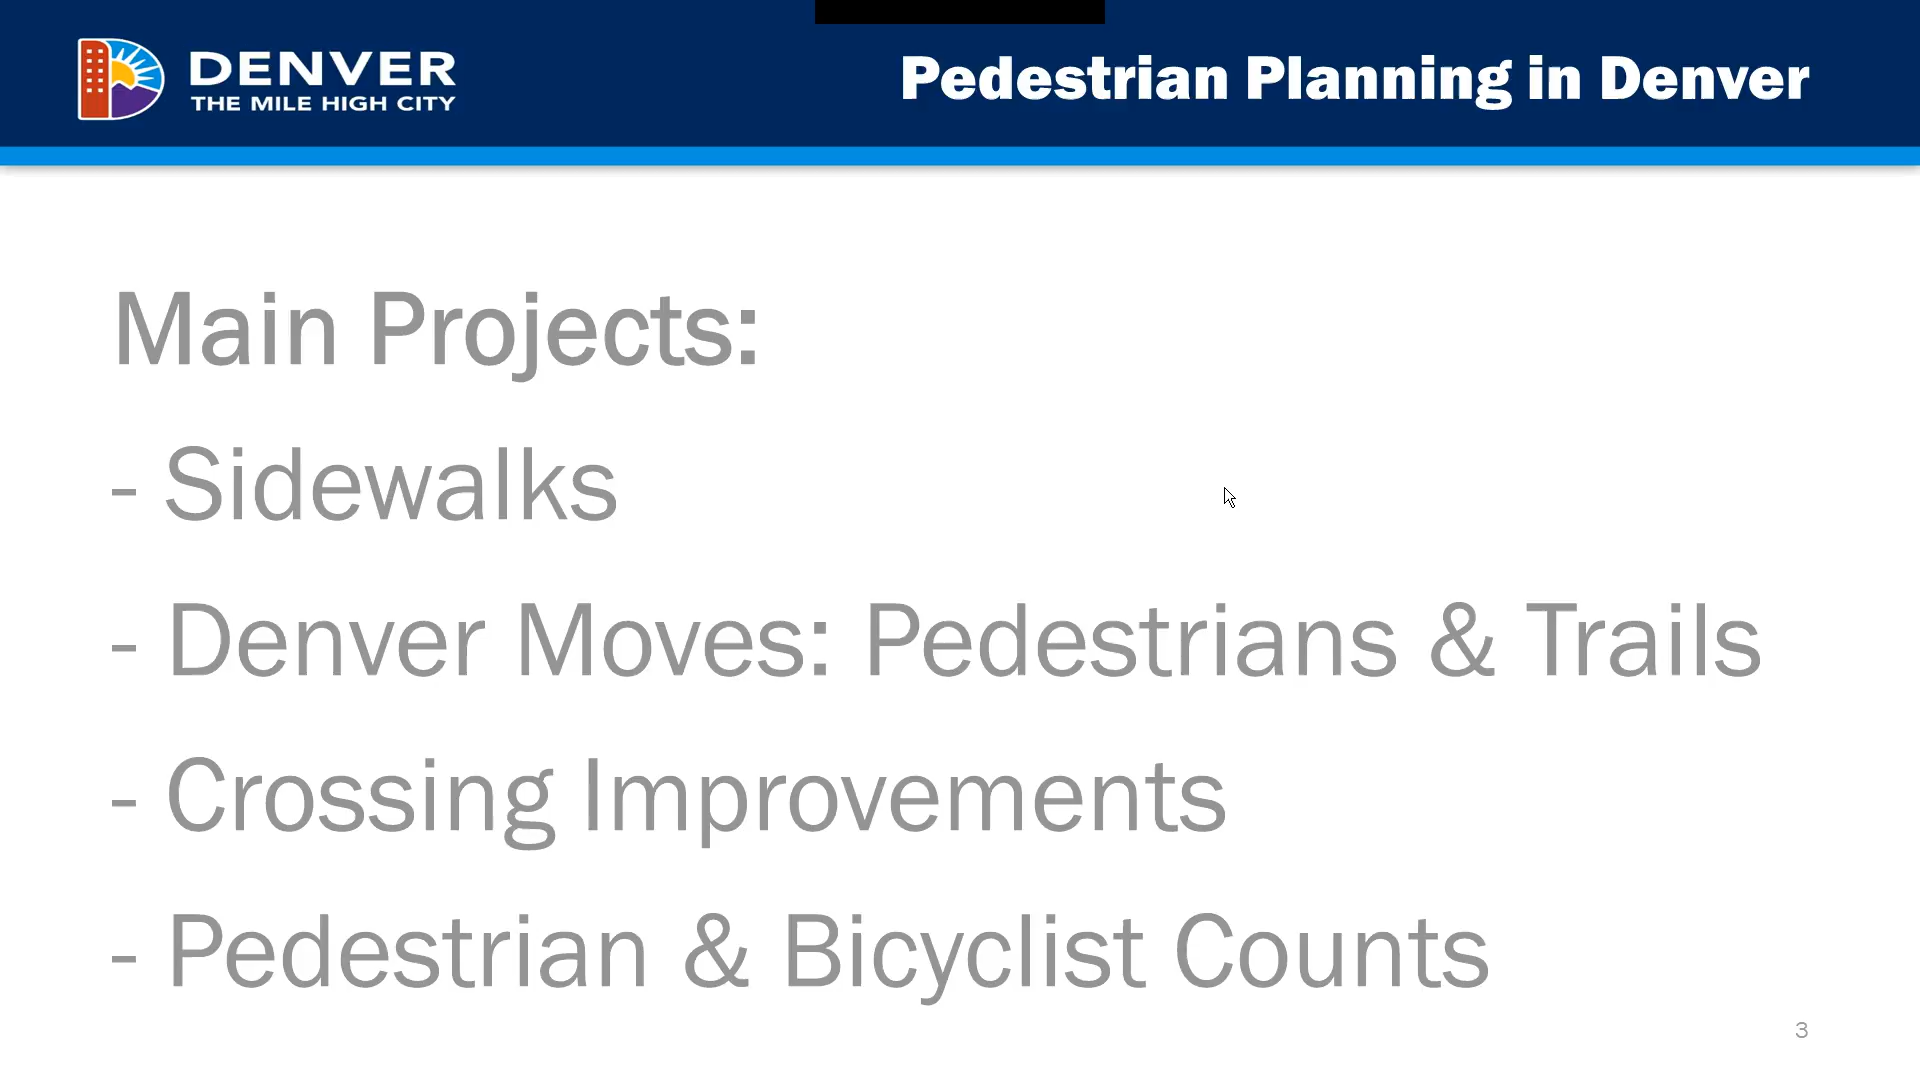 DENVER
THE MILE HIGH CITY
Pedestrian Planning in Denver
Main Projects:
- Sidewalks
- Denver Moves: Pedestrians & Trails
- Crossing Improvements
- Pedestrian & Bicyclist Counts
3